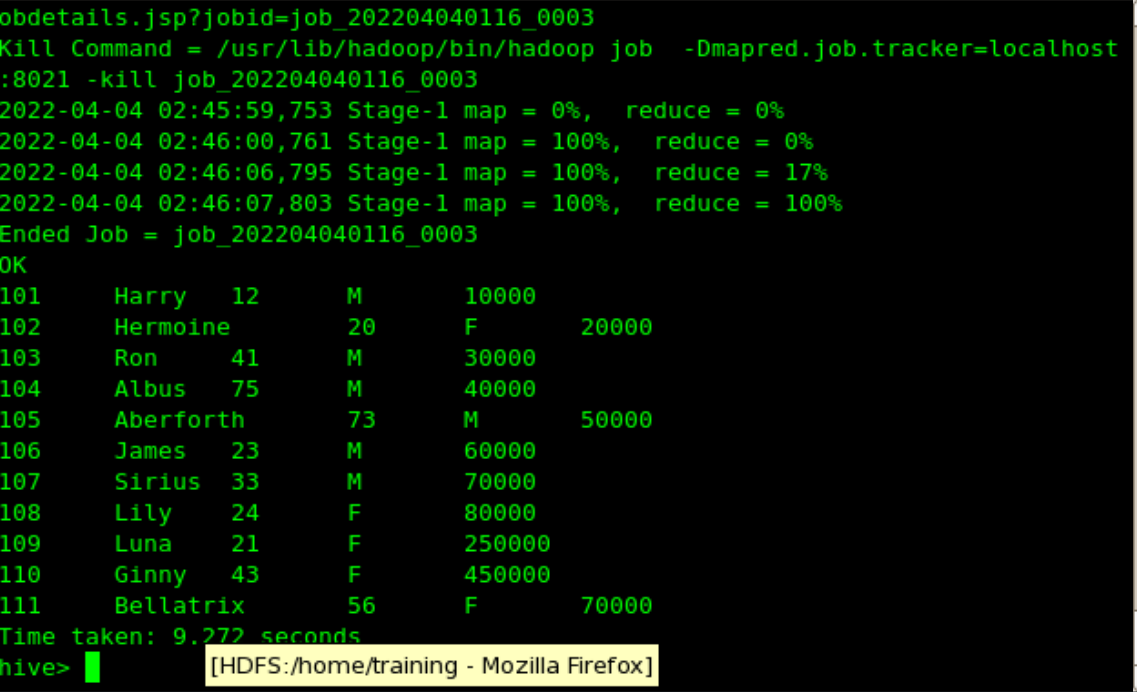 obdetails.jsp?jobid=job_202204040116_0003
Kill Command = /usr/lib/hadoop/bin/hadoop job  -Dmapred.job.tracker=localhost
:8021 -kill job_202204040116_0003
2022-04-04 02:45:59,753 Stage-1 map = 0%,  reduce = 0%
2022-04-04 02:46:00,761 Stage-1 map = 100%,  reduce = 0%
2022-04-04 02:46:06,795 Stage-1 map = 100%,  reduce = 17%
2022-04-04 02:46:07,803 Stage-1 map = 100%,  reduce = 100%
Ended Job = job_202204040116_0003
OK
101     Harry   12      M       10000
102     Hermoine        20      F       20000
103     Ron     41      M       30000
104     Albus   75      M       40000
105     Aberforth       73      M       50000
106     James   23      M       60000
107     Sirius  33      M       70000
108     Lily    24      F       80000
109     Luna    21      F       250000
110     Ginny   43      F       450000
111     Bellatrix       56      F       70000
Time taken: 9.272 seconds
hive>
[HDFS:/home/training - Mozilla Firefox]